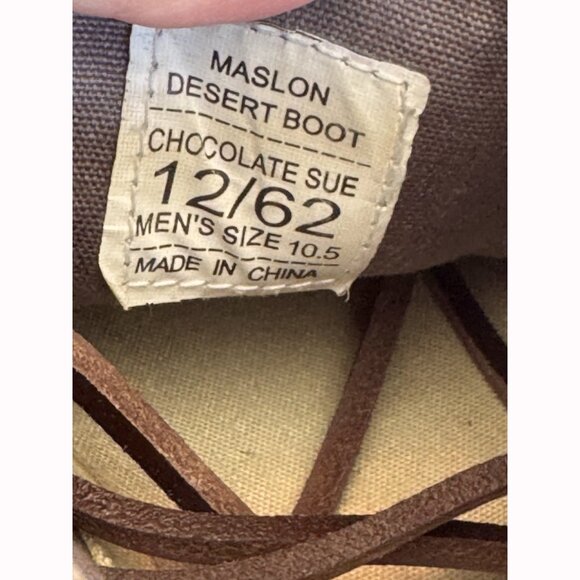 MASLON
DESERT BOOT
CHOCOLATE SUE
12/62
MEN'S SIZE 10.5
MADE IN CHINA